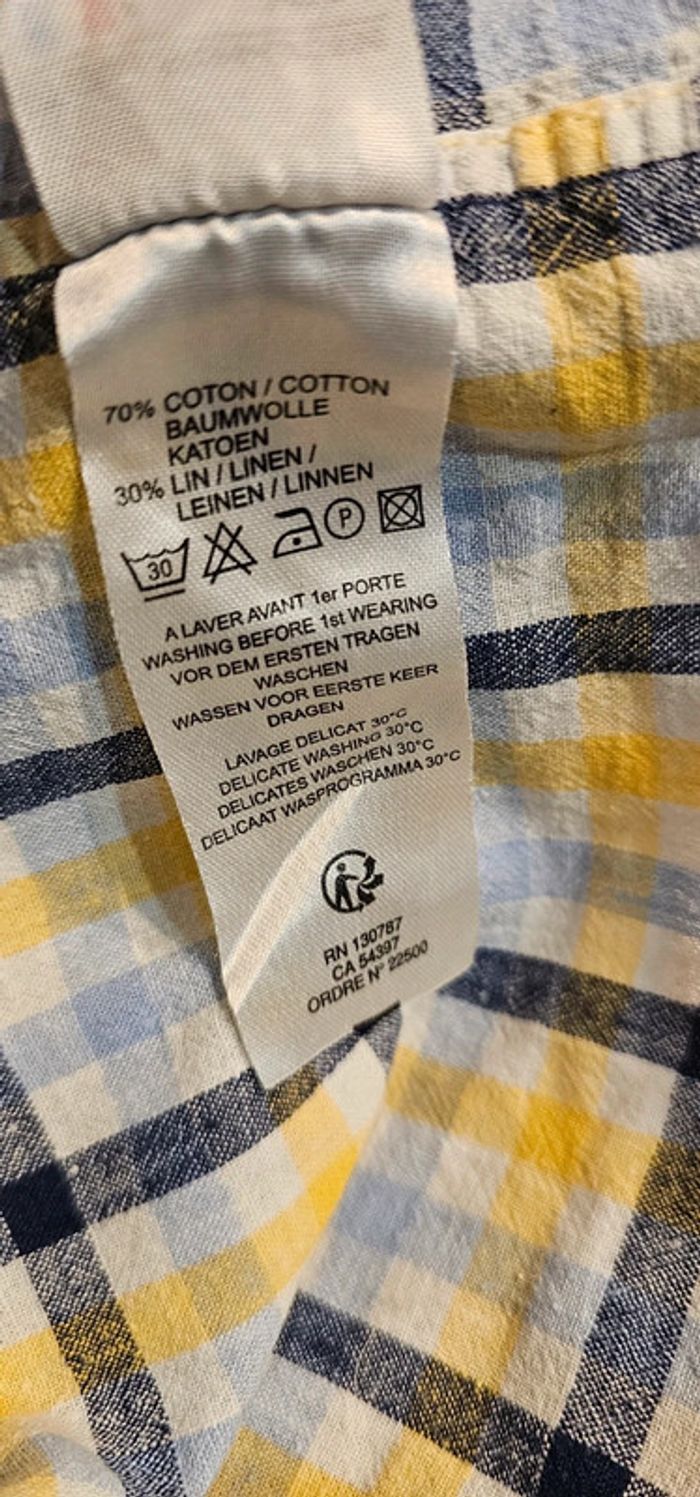 70% COTON / COTTON
BAUMWOLLE
KATOEN
30% LIN / LINEN /
LEINEN / LINNEN
30 P
A LAVER AVANT 1er PORTE
WASHING BEFORE 1st WEARING
VOR DEM ERSTEN TRAGEN
WASCHEN
WASSEN VOOR EERSTE KEER
DRAGEN
LAVAGE DELICAT 30°C
DELICATE WASHING 30°C
DELICATES WASCHEN 30°C
DELICAAT WASPROGRAMMA 30°C
RN 130787
CA 54397
ORDRE N° 22500